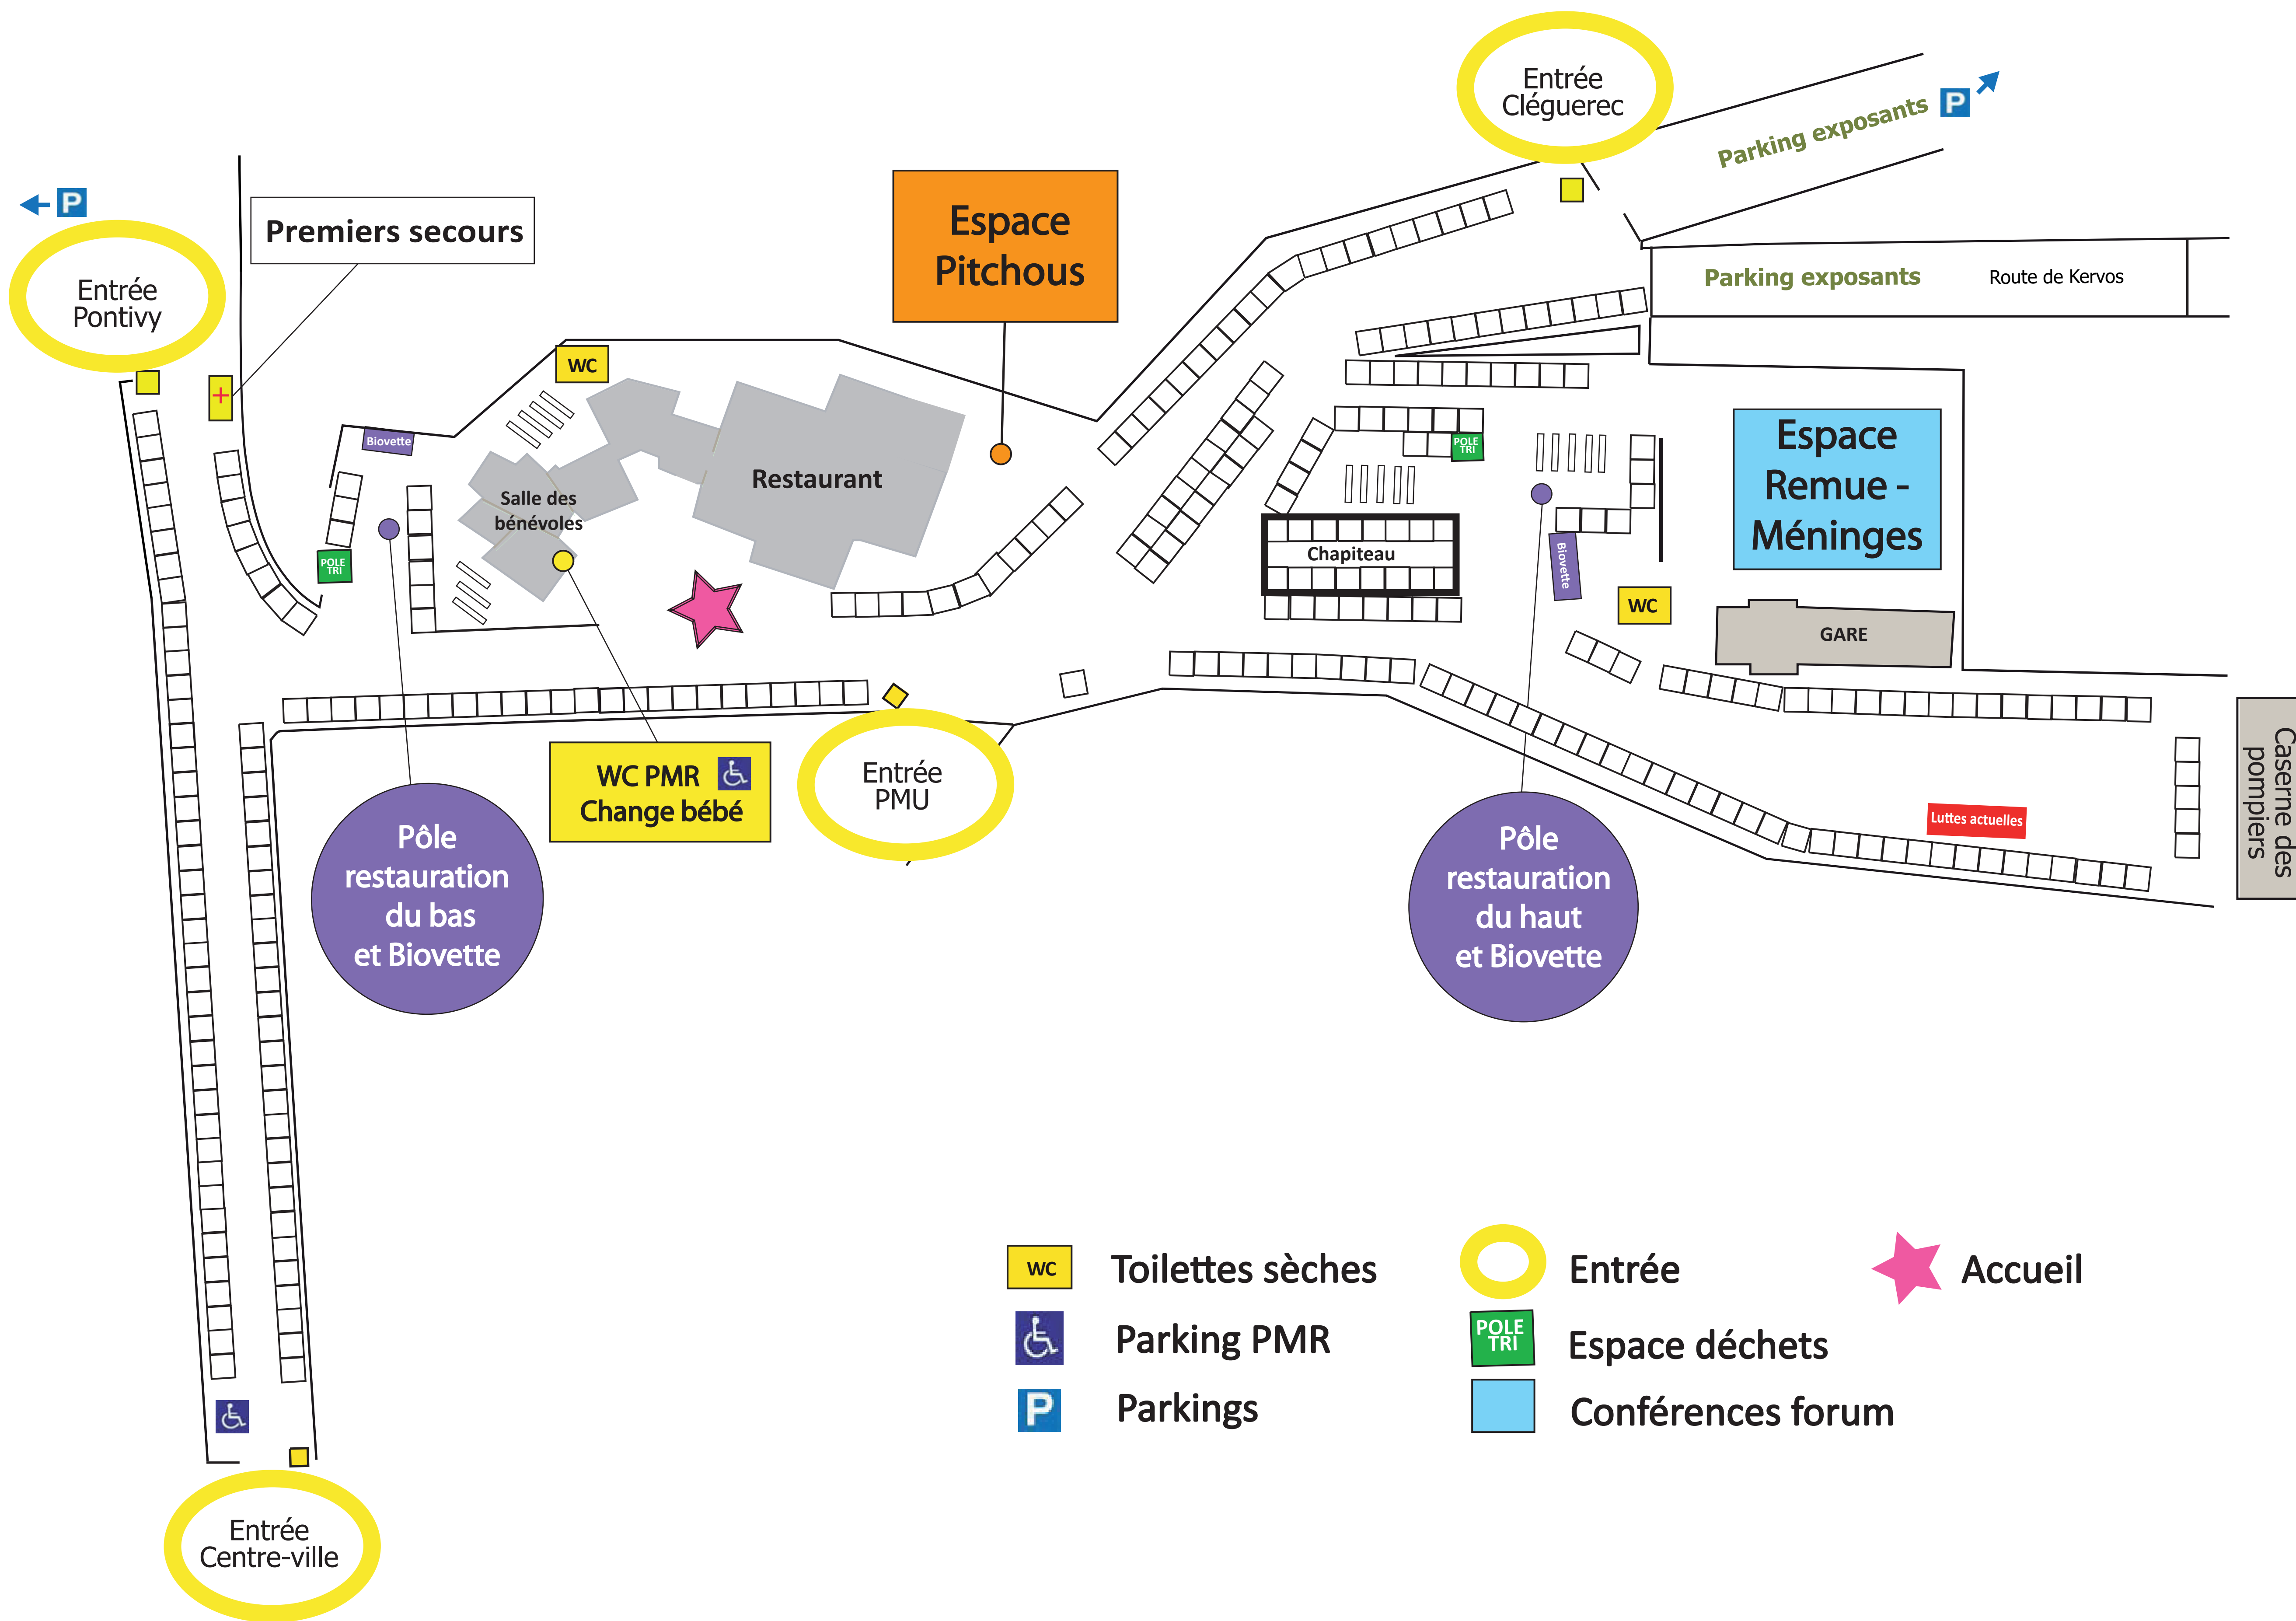 Entrée
Cléguerec
Parking exposants
P
P
Premiers secours
Entrée
Pontivy
Espace
Pitchous
Parking exposants
Route de Kervos
WC
Biovette
Restaurant
Salle des
bénévoles
POLE
TRI
POLE
TRI
Espace
Remue -
Méninges
Chapiteau
Biovette
WC
GARE
Caserne des
pompiers
WC PMR
Change bébé
Entrée
PMU
Luttes actuelles
Pôle
restauration
du bas
et Biovette
Pôle
restauration
du haut
et Biovette
WC
Toilettes sèches
Entrée
Accueil
Parking PMR
POLE
TRI
Espace déchets
P
Parkings
Conférences forum
Entrée
Centre-ville